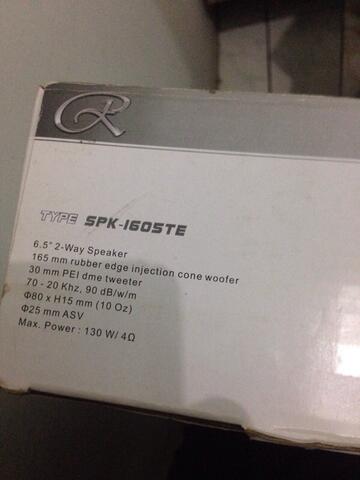 R
TYPE SPK-1605TE
6.5" 2-Way Speaker
165 mm rubber edge injection cone woofer
30 mm PEI dme tweeter
70 - 20 Khz, 90 dB/w/m
Φ80 x H15 mm (10 Oz)
Φ25 mm ASV
Max. Power : 130 W/ 4Ω